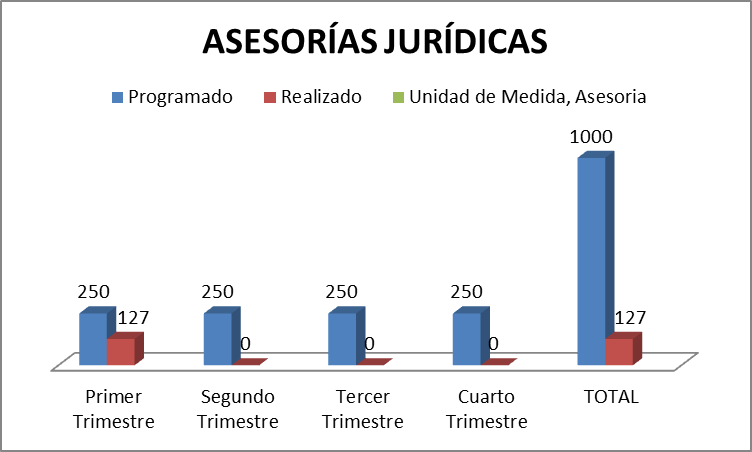 ASESORÍAS JURÍDICAS
Programado Realizado Unidad de Medida, Asesoria
1000
250 250 250 250
127 0 0 0 127
Primer Segundo Tercer Cuarto TOTAL
Trimestre Trimestre Trimestre Trimestre